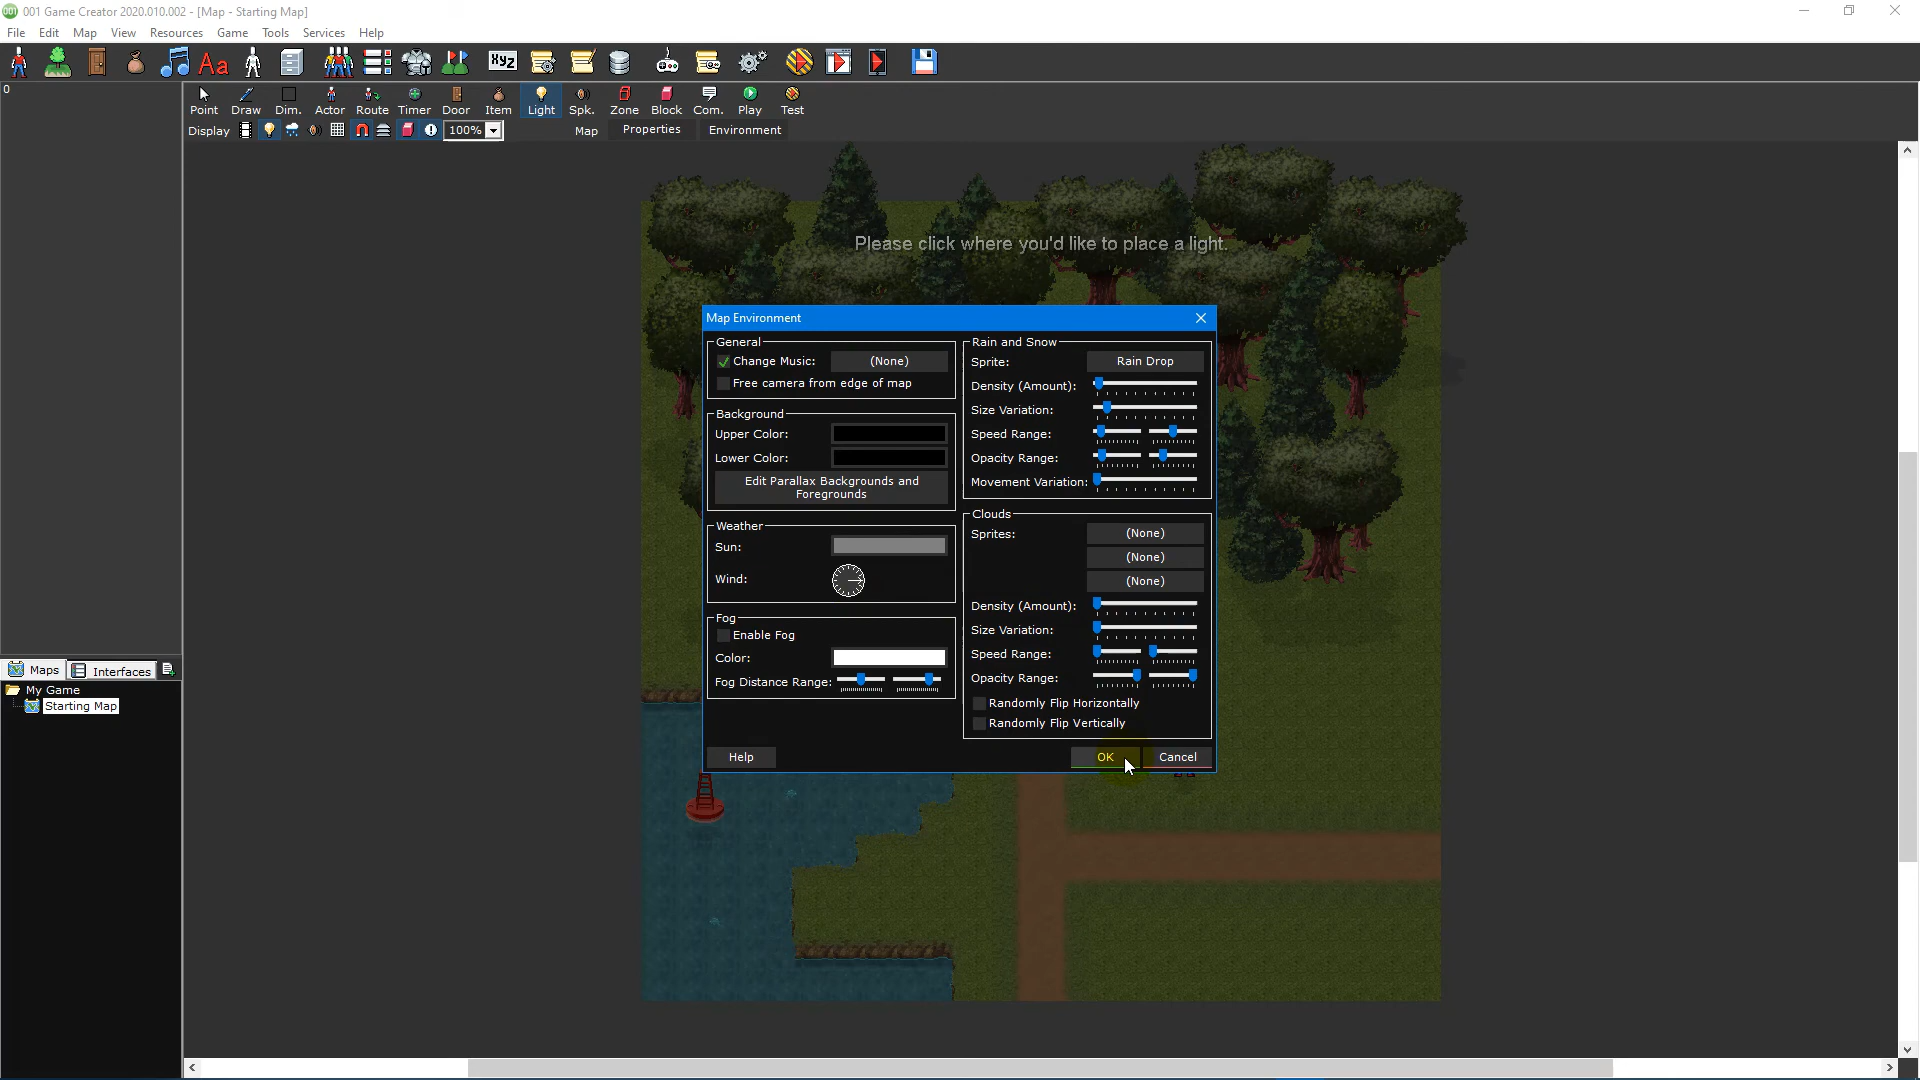 001 Game Creator 2020.010.002 - [Map - Starting Map]
File Edit Map View Resources Game Tools Services Help
Aa XYZ
0
Point Draw Dim. Actor Route Timer Door Item Light Spk. Zone Block Com. Play Test
Display 100% Map Properties Environment
Please click where you'd like to place a light.
Map Environment
General
Change Music: (None)
Free camera from edge of map
Background
Upper Color:
Lower Color:
Edit Parallax Backgrounds and
Foregrounds
Weather
Sun:
Wind:
Fog
Enable Fog
Color:
Fog Distance Range:
Rain and Snow
Sprite: Rain Drop
Density (Amount):
Size Variation:
Speed Range:
Opacity Range:
Movement Variation:
Clouds
Sprites: (None)
(None)
(None)
Density (Amount):
Size Variation:
Speed Range:
Opacity Range:
Randomly Flip Horizontally
Randomly Flip Vertically
Help OK Cancel
Maps Interfaces
My Game
Starting Map